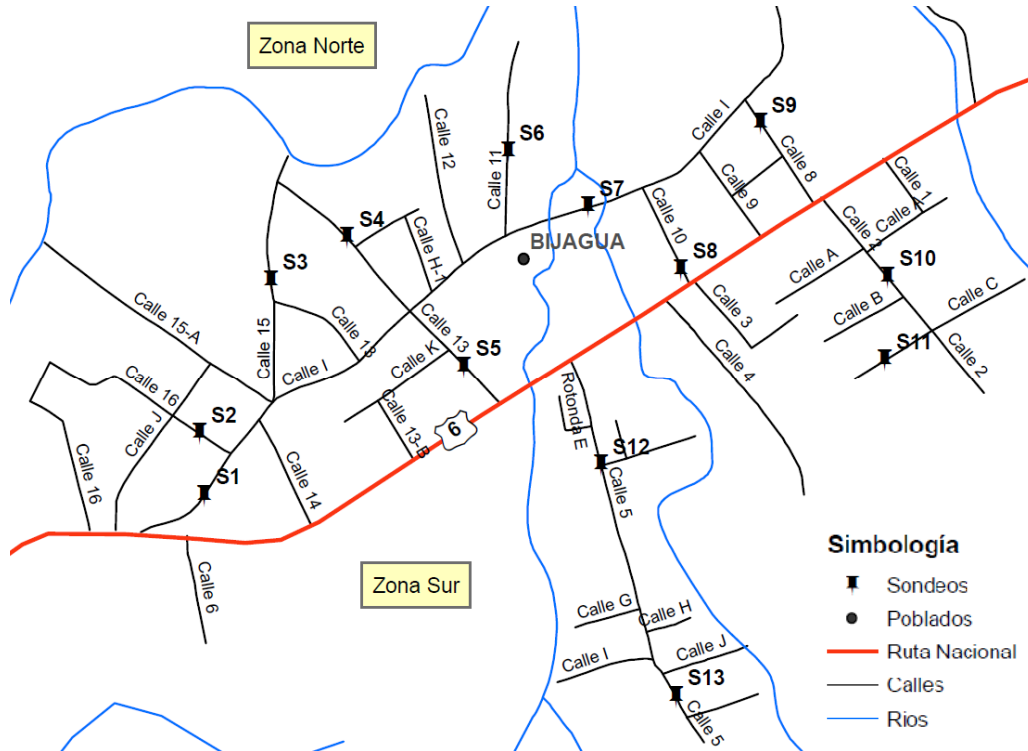 Zona Norte
S9
Calle I
Calle 12
S6
Calle 11
Calle 8
Calle 1
Calle 9
S7
Calle A
S4
Calle 10
BIJAGUA
Calle 2
S8
Calle A
S10
S3
Calle H-1
Calle C
Calle 15-A
Calle 3
Calle B
Calle 15
Calle 13
Calle 13
Calle K
S5
S11
Calle 4
Calle 2
Calle I
Calle 16
Rotonda E
S2
Calle J
6
Calle 13-B
S12
Calle 16
S1
Calle 14
Calle 5
Calle 6
Zona Sur
Simbología
Sondeos
Poblados
Ruta Nacional
Calles
Rios
Calle G
Calle H
Calle J
Calle I
S13
Calle 5